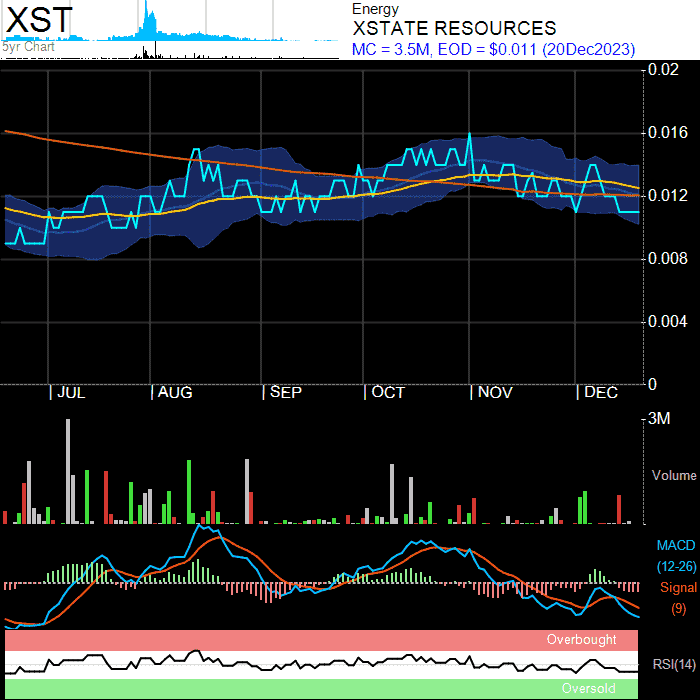 XST
5yr Chart
Energy
XSTATE RESOURCES
MC = 3.5M, EOD = $0.011 (20Dec2023)
0.02
0.016
0.012
0.008
0.004
0
JUL AUG SEP OCT NOV DEC
3M
Volume
MACD
(12-26)
Signal
(9)
Overbought
RSI(14)
Oversold